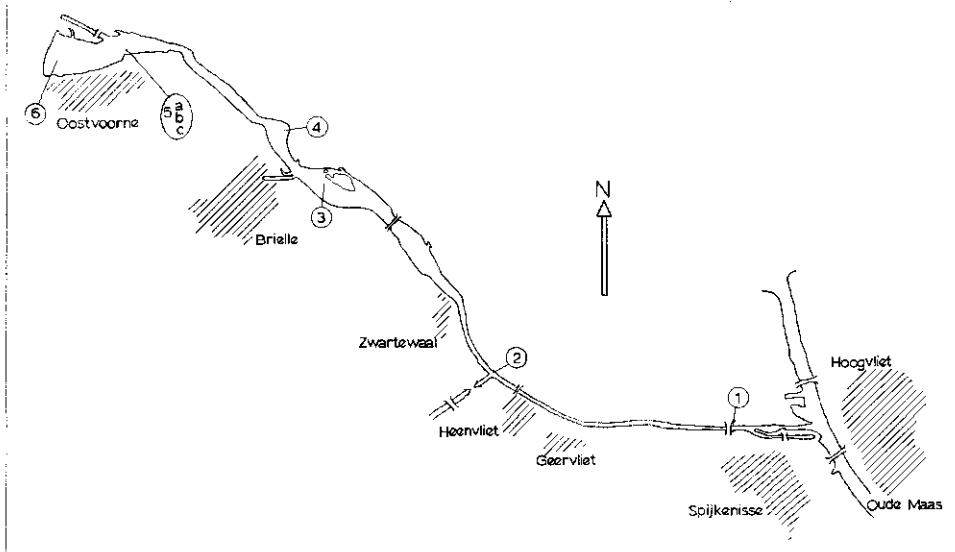 6
Oostvoorne
5 a
b
c
4
Brielle
3
N
Zwartewaal
2
Heenvliet
Geervliet
1
Hoogvliet
Spijkenisse
Oude Maas